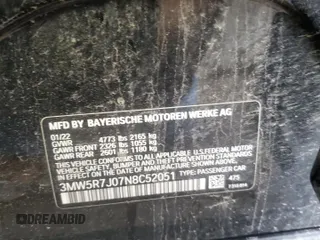 MFD BY BAYERISCHE MOTOREN WERKE AG
01/22
GVWR 4773 lbs 2165 kg
GAWR FRONT 2326 lbs 1055 kg
GAWR REAR 2601 lbs 1180 kg
THIS VEHICLE CONFORMS TO ALL APPLICABLE FEDERAL MOTOR VEHICLE
SAFETY, BUMPER AND THEFT PREVENTION STANDARDS
IN EFFECT ON THE DATE OF MANUFACTURE SHOWN ABOVE.
3MW5R7J07N8C52051 TYPE: PASSENGER CAR
475
DREAMBID